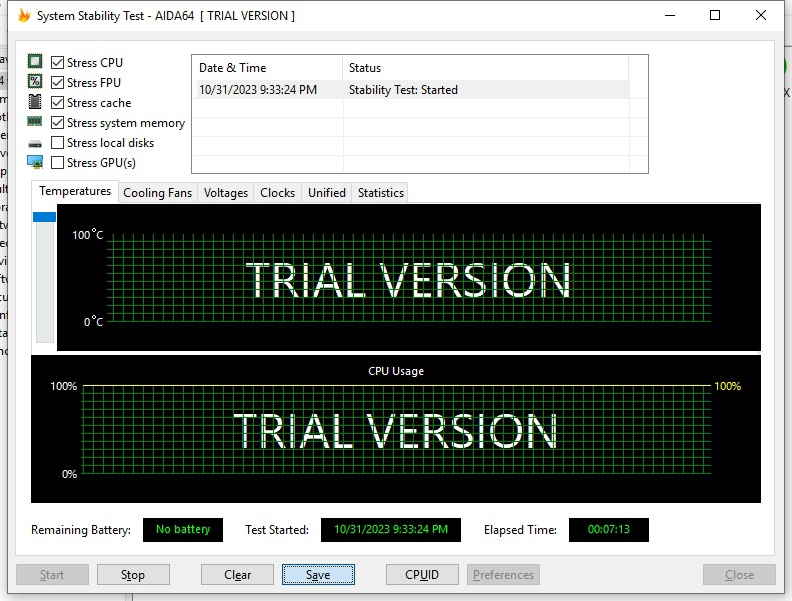 System Stability Test - AIDA64 [ TRIAL VERSION ]
Stress CPU
Stress FPU
Stress cache
Stress system memory
Stress local disks
Stress GPU(s)
Date & Time Status
10/31/2023 9:33:24 PM Stability Test: Started
Temperatures Cooling Fans Voltages Clocks Unified Statistics
100°C
TRIAL VERSION
0°C
CPU Usage
100% 100%
TRIAL VERSION
0%
Remaining Battery: No battery Test Started: 10/31/2023 9:33:24 PM Elapsed Time: 00:07:13
Start Stop Clear Save CPUID Preferences Close